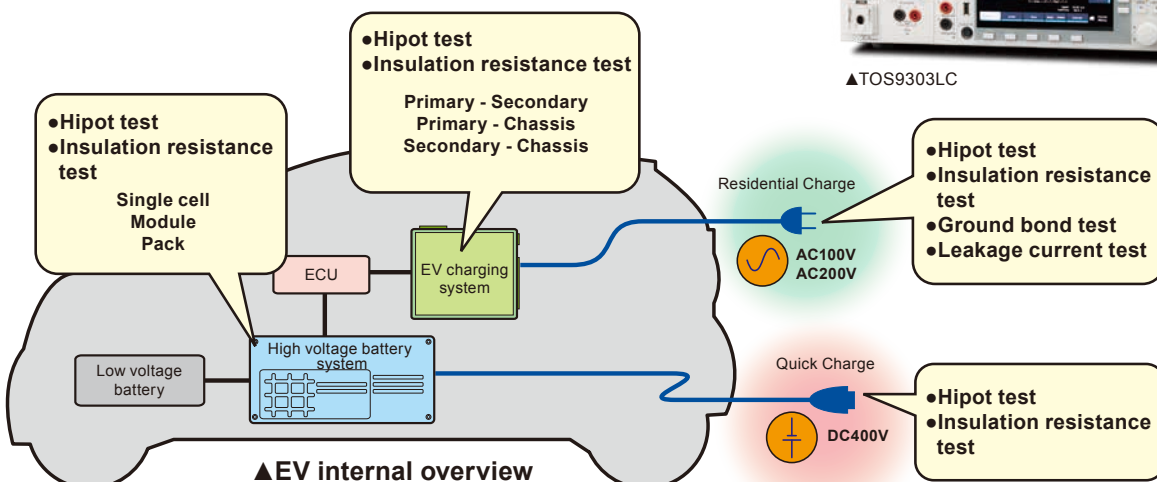 ●Hipot test
●Insulation resistance test
Primary - Secondary
Primary - Chassis
Secondary - Chassis
▲TOS9303LC
●Hipot test
●Insulation resistance
test
Single cell
Module
Pack
Residential Charge
AC100V
AC200V
●Hipot test
●Insulation resistance
test
●Ground bond test
●Leakage current test
ECU
EV charging
system
High voltage battery
system
Low voltage
battery
Quick Charge
DC400V
●Hipot test
●Insulation resistance
test
▲EV internal overview